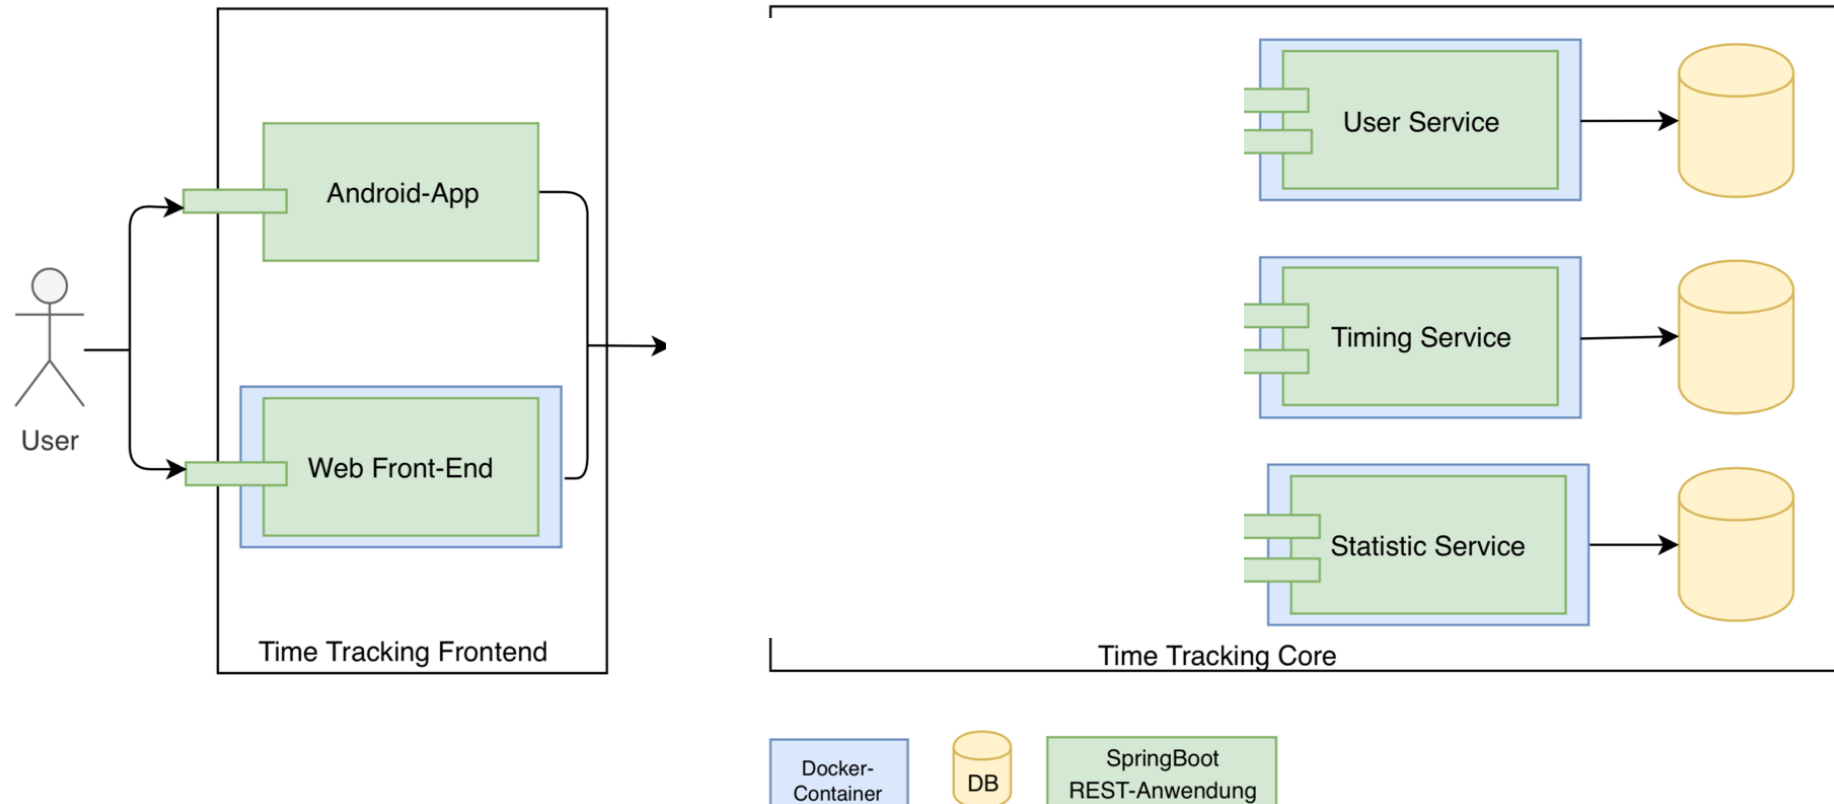 User Service
Android-App
Timing Service
User
Web Front-End
Statistic Service
Time Tracking Frontend
Time Tracking Core
Docker-
Container
DB
SpringBoot
REST-Anwendung